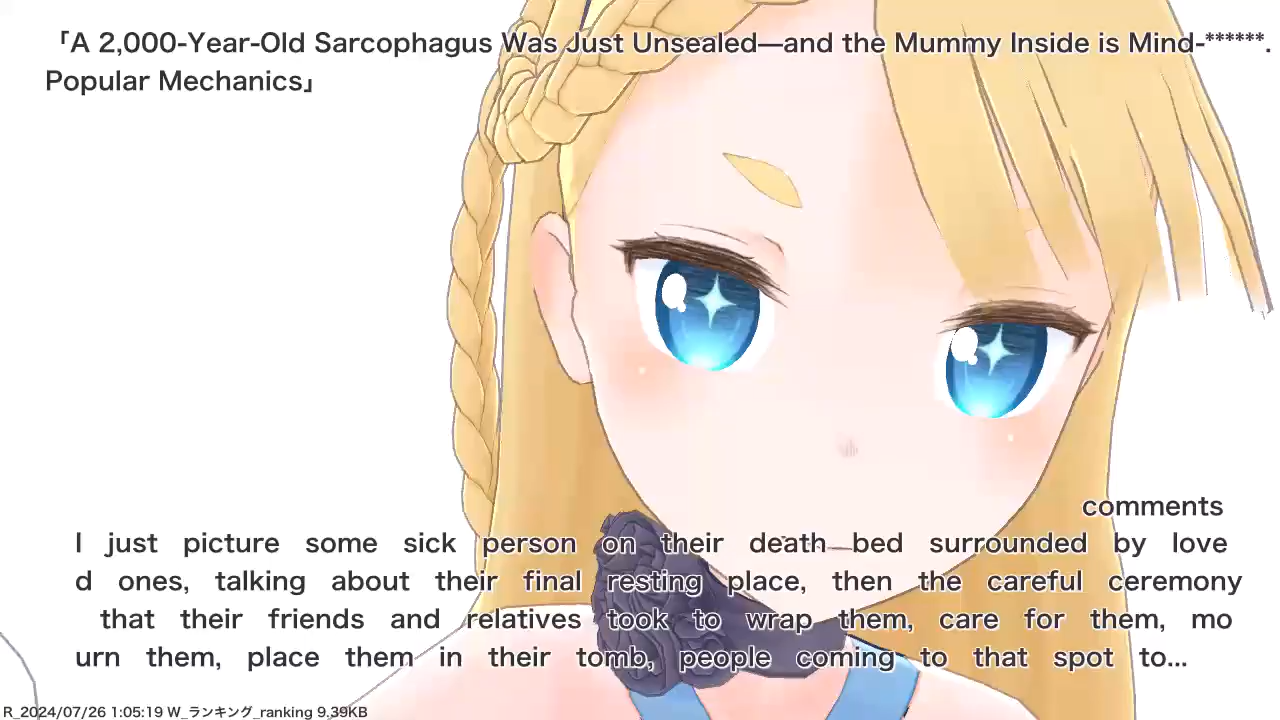 「A 2,000-Year-Old Sarcophagus Was Just Unsealed—and the Mummy Inside is Mind-******.
Popular Mechanics」
comments
I just picture some sick person on their death bed surrounded by love
d ones, talking about their final resting place, then the careful ceremony
that their friends and relatives took to wrap them, care for them, mo
urn them, place them in their tomb, people coming to that spot to...
R_2024/07/26 1:05:19 W_ランキング_ranking 9.39KB